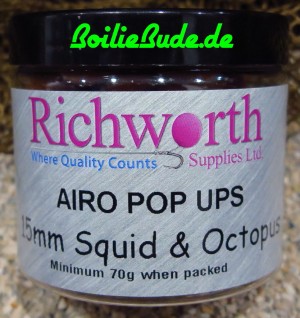 BoilieBude.de
Richworth
Where Quality Counts Supplies Ltd.
AIRO POP UPS
15mm Squid & Octopus
Minimum 70g when packed